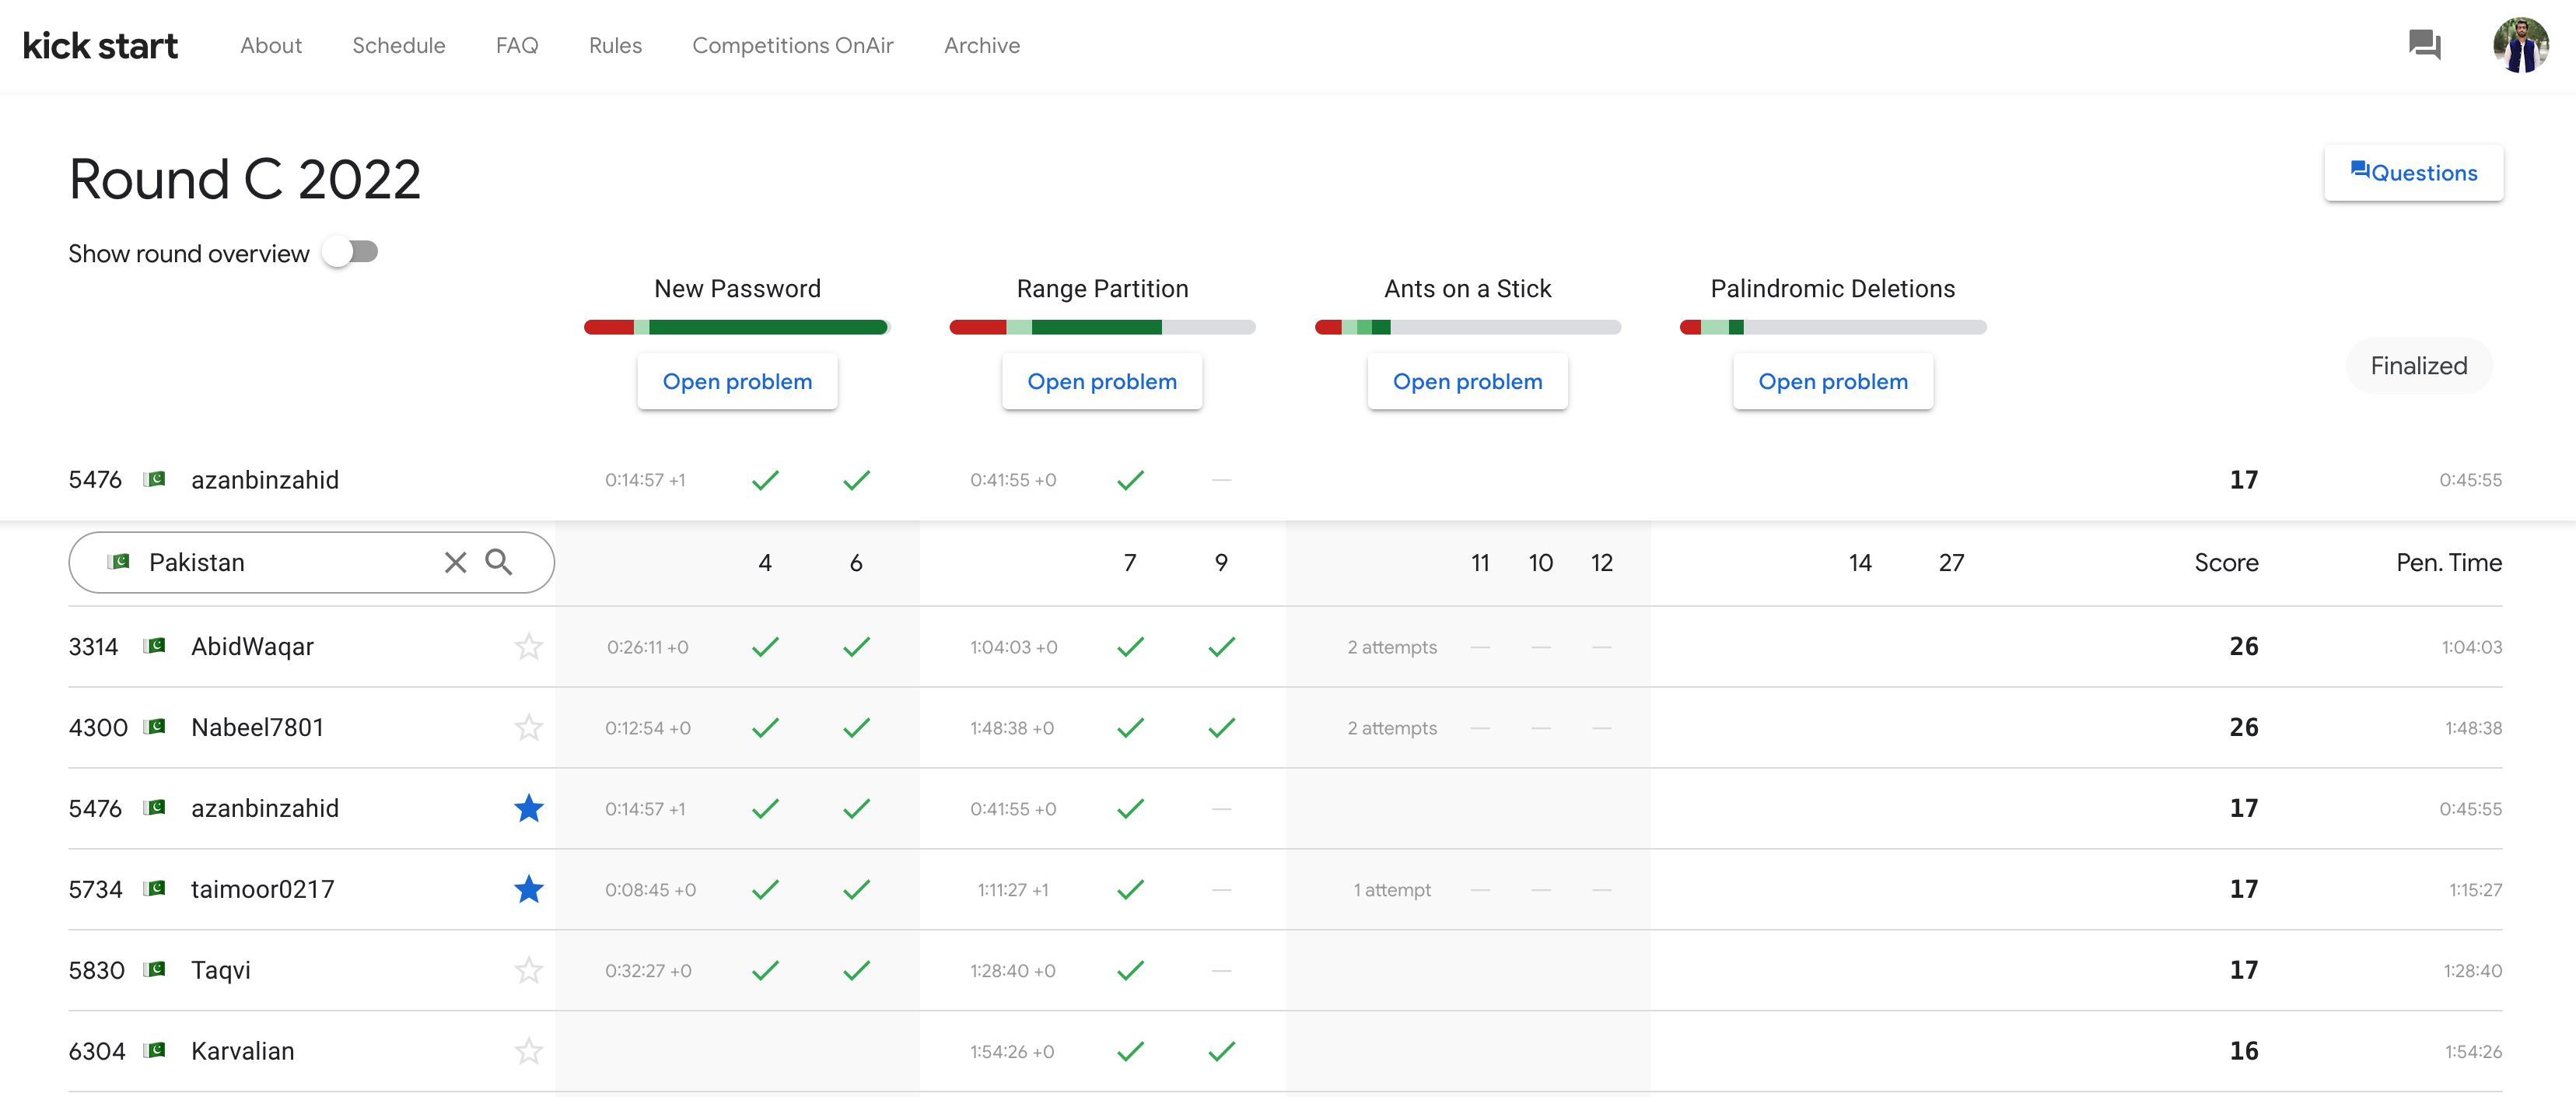 kick start About Schedule FAQ Rules Competitions OnAir Archive
Round C 2022
Questions
Show round overview
New Password Range Partition Ants on a Stick Palindromic Deletions
Open problem Open problem Open problem Open problem
Finalized
5476 azanbinzahid 0:14:57 +1 0:41:55 +0 — 17 0:45:55
Pakistan 4 6 7 9 11 10 12 14 27 Score Pen. Time
3314 AbidWaqar 0:26:11 +0 1:04:03 +0 2 attempts — — — 26 1:04:03
4300 Nabeel7801 0:12:54 +0 1:48:38 +0 2 attempts — — — 26 1:48:38
5476 azanbinzahid 0:14:57 +1 0:41:55 +0 — 17 0:45:55
5734 taimoor0217 0:08:45 +0 1:11:27 +1 — 1 attempt — — — 17 1:15:27
5830 Taqvi 0:32:27 +0 1:28:40 +0 — 17 1:28:40
6304 Karvalian 1:54:26 +0 16 1:54:26